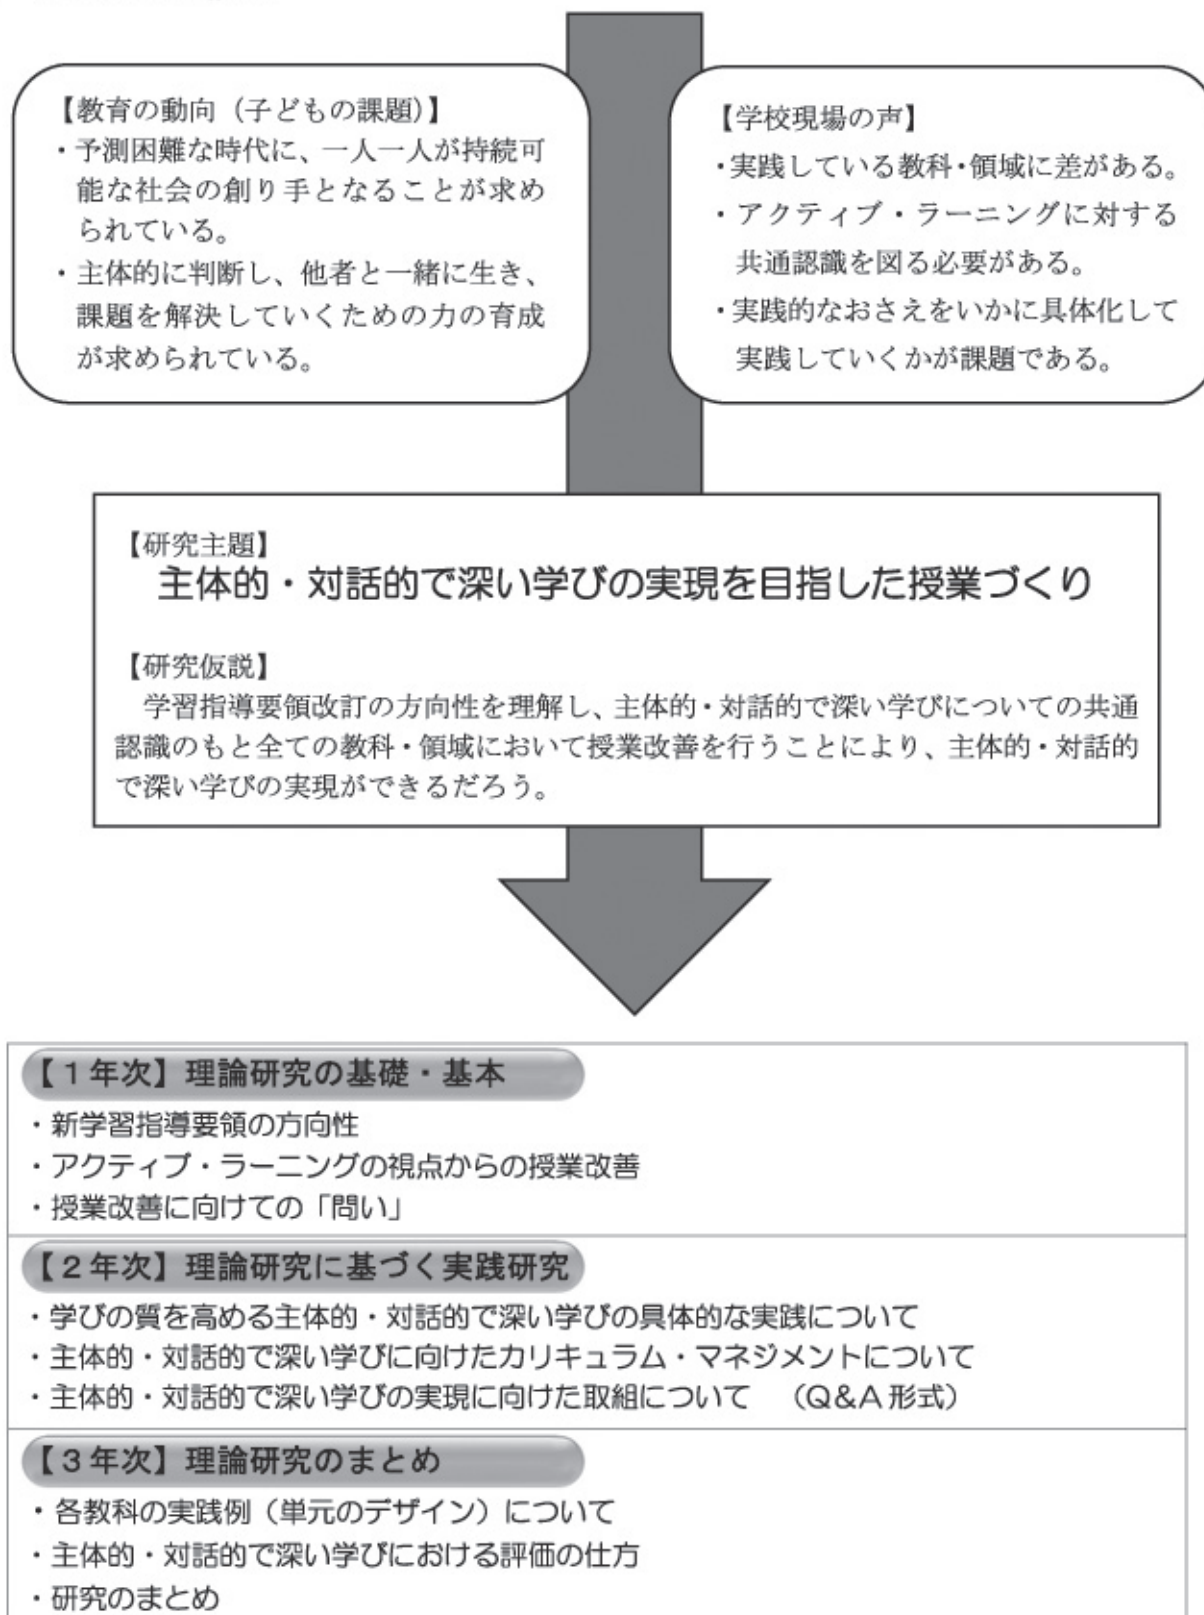 【教育の動向（子どもの課題）】
・予測困難な時代に、一人一人が持続可
能な社会の創り手となることが求め
られている。
・主体的に判断し、他者と一緒に生き、
課題を解決していくための力の育成
が求められている。
【学校現場の声】
・実践している教科・領域に差がある。
・アクティブ・ラーニングに対する
共通認識を図る必要がある。
・実践的なおさえをいかに具体化して
実践していくかが課題である。
【研究主題】
主体的・対話的で深い学びの実現を目指した授業づくり
【研究仮説】
学習指導要領改訂の方向性を理解し、主体的・対話的で深い学びについての共通
認識のもと全ての教科・領域において授業改善を行うことにより、主体的・対話的
で深い学びの実現ができるだろう。
【１年次】理論研究の基礎・基本
・新学習指導要領の方向性
・アクティブ・ラーニングの視点からの授業改善
・授業改善に向けての「問い」
【２年次】理論研究に基づく実践研究
・学びの質を高める主体的・対話的で深い学びの具体的な実践について
・主体的・対話的で深い学びに向けたカリキュラム・マネジメントについて
・主体的・対話的で深い学びの実現に向けた取組について　（Q&A 形式）
【３年次】理論研究のまとめ
・各教科の実践例（単元のデザイン）について
・主体的・対話的で深い学びにおける評価の仕方
・研究のまとめ